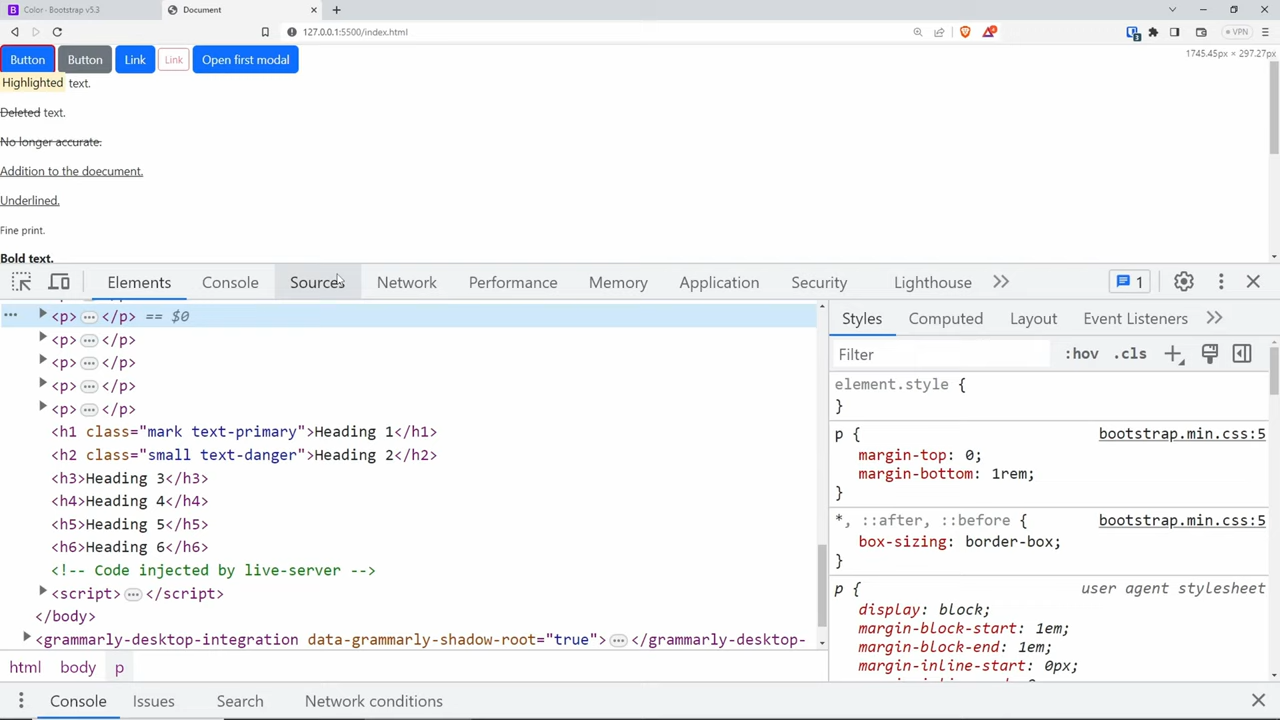 Color - Bootstrap v5.3
Document
127.0.0.1:5500/index.html
VPN
Button Button Link Link Open first modal
1745.45px × 297.27px
Highlighted text.
Deleted text.
No longer accurate.
Addition to the doecument.
Underlined.
Fine print.
Bold text.
Elements Console Sources Network Performance Memory Application Security Lighthouse 1
<p> … </p> == $0
<p> … </p>
<p> … </p>
<p> … </p>
<p> … </p>
<h1 class="mark text-primary">Heading 1</h1>
<h2 class="small text-danger">Heading 2</h2>
<h3>Heading 3</h3>
<h4>Heading 4</h4>
<h5>Heading 5</h5>
<h6>Heading 6</h6>
<!-- Code injected by live-server -->
<script> … </script>
</body>
<grammarly-desktop-integration data-grammarly-shadow-root="true"> … </grammarly-desktop-
html body p
Styles Computed Layout Event Listeners
Filter :hov .cls
element.style {
}
p { bootstrap.min.css:5
margin-top: 0;
margin-bottom: 1rem;
}
*, ::after, ::before { bootstrap.min.css:5
box-sizing: border-box;
}
p { user agent stylesheet
display: block;
margin-block-start: 1em;
margin-block-end: 1em;
margin-inline-start: 0px;
Console Issues Search Network conditions